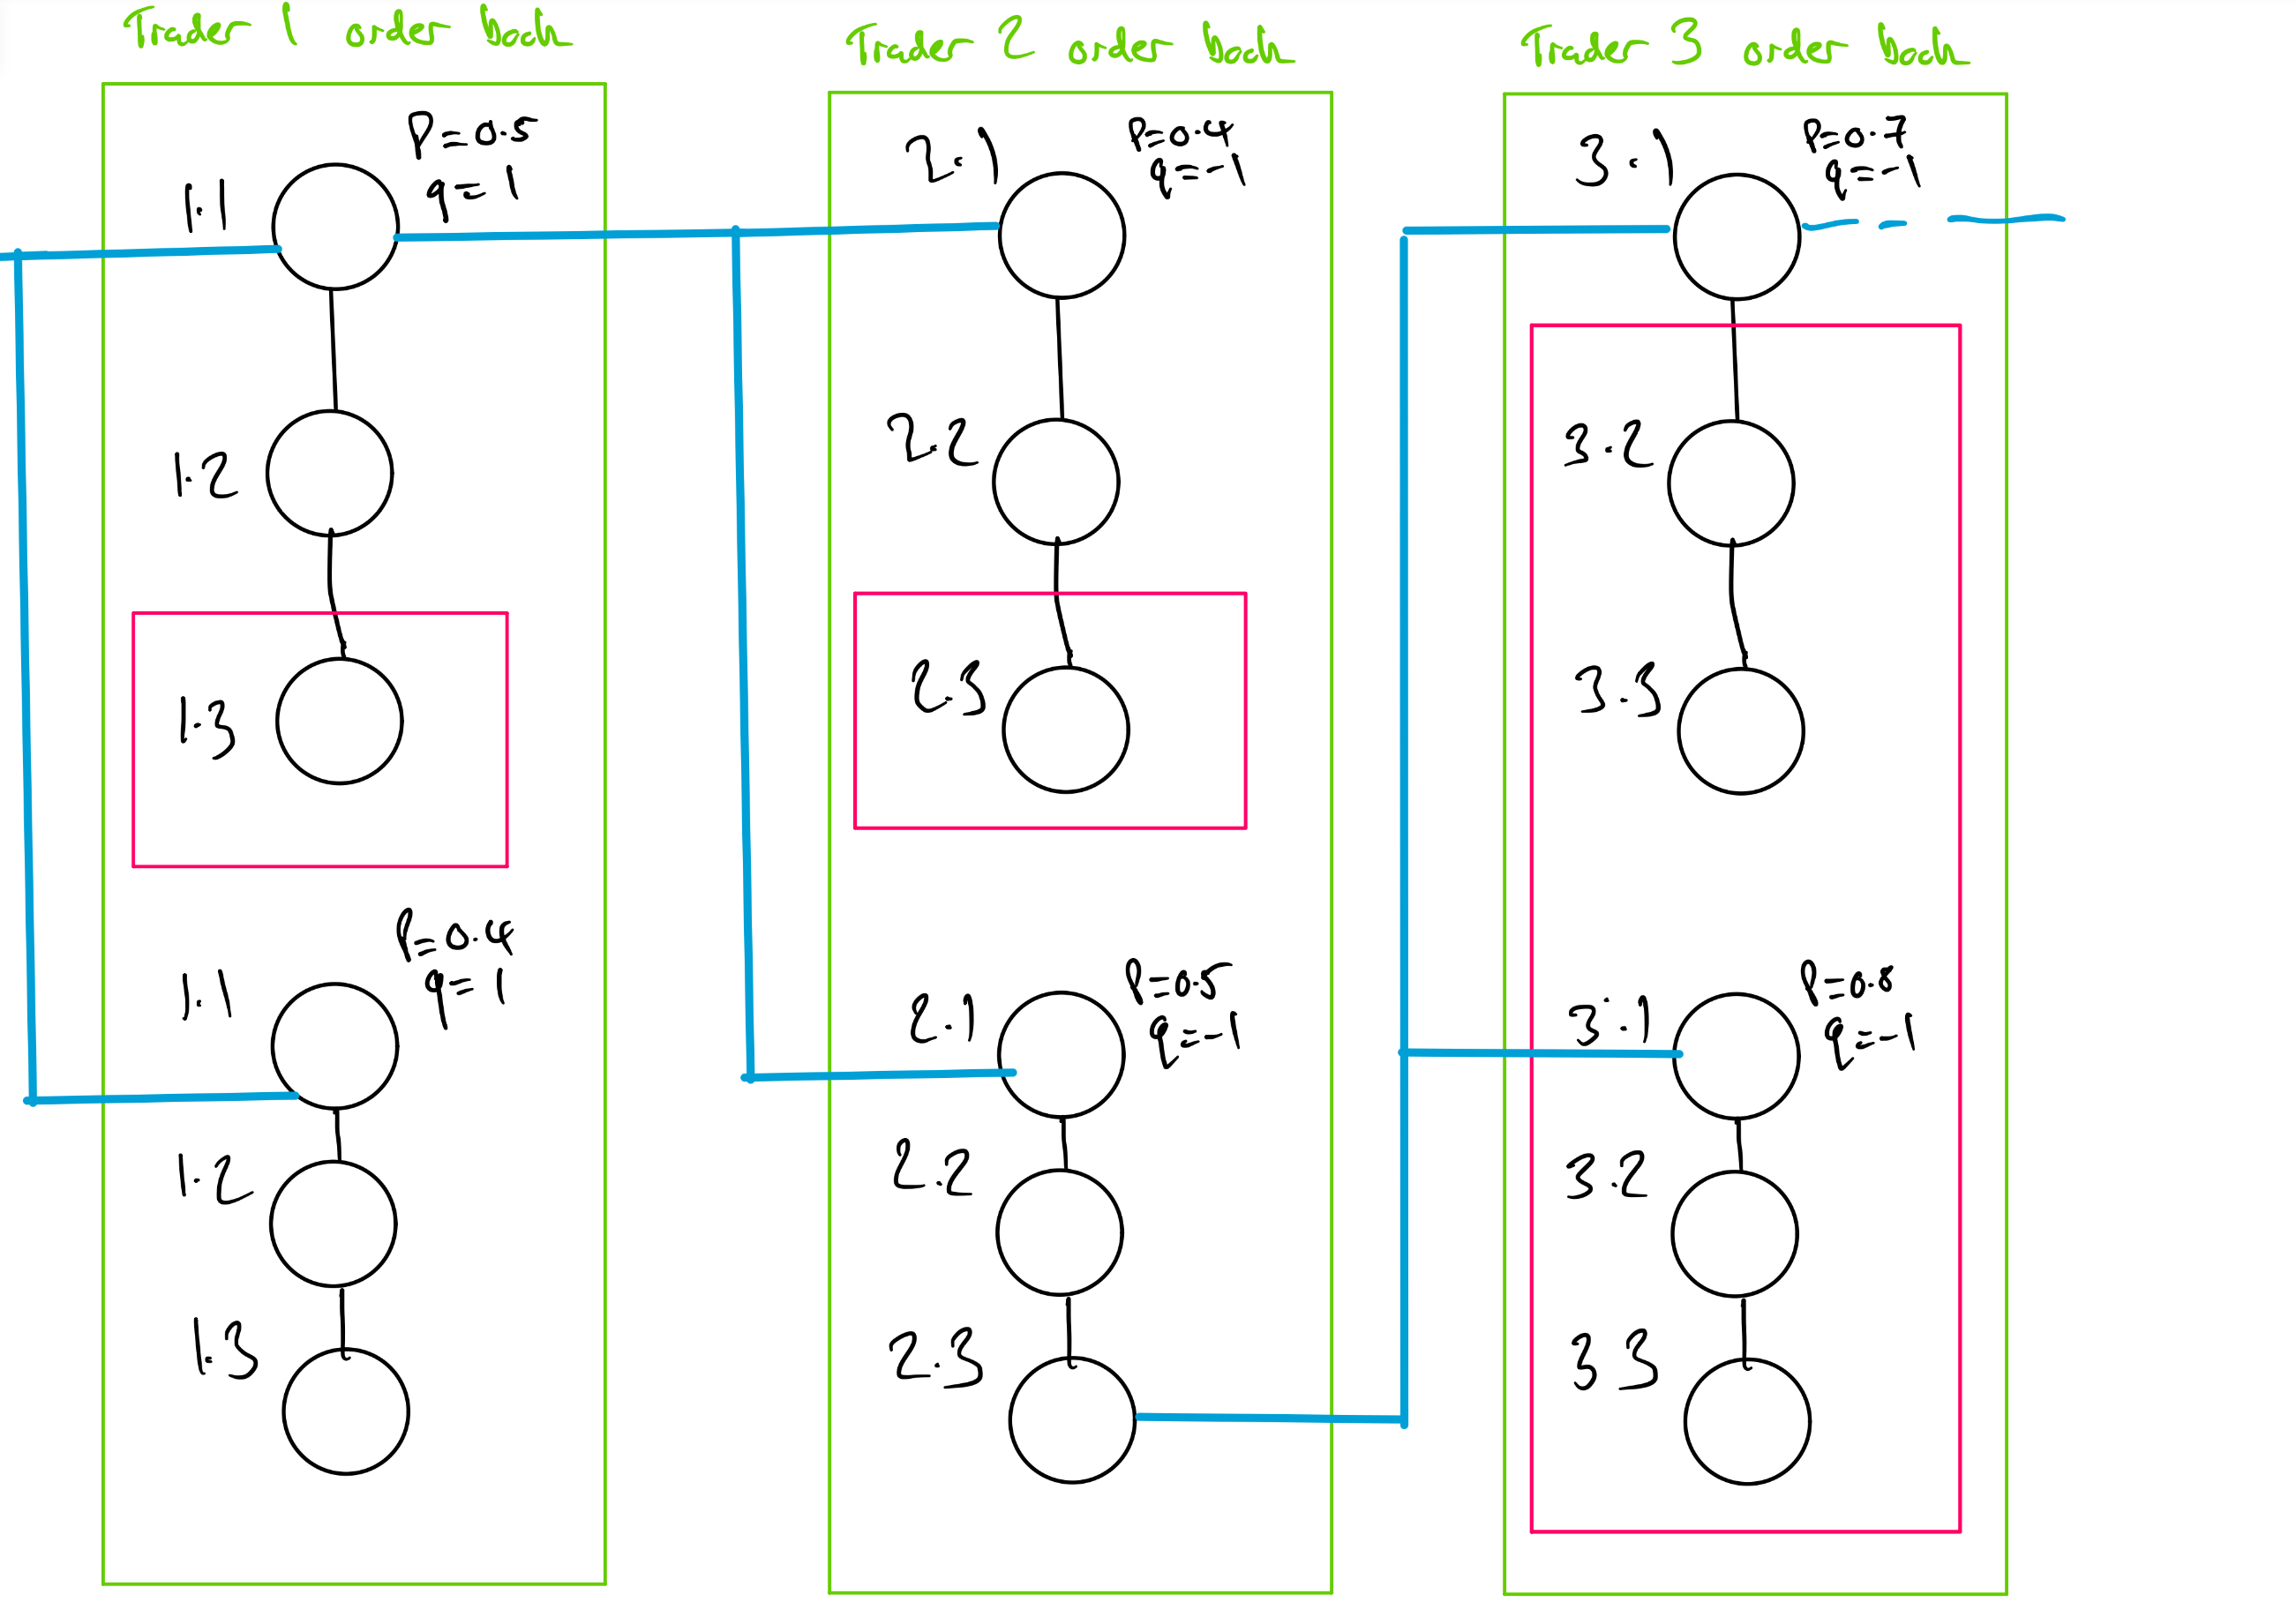 Trader 1 order book
P=0.5
q=1
1.1
1.2
1.3
P=0.4
q=1
1.1
1.2
1.3
Trader 2 order book
P=0.4
q=-1
2.1
2.2
2.3
P=0.5
q=-1
2.1
2.2
2.3
Trader 3 order book
P=0.7
q=-1
3.1
3.2
3.3
P=0.8
q=-1
3.1
3.2
3.3